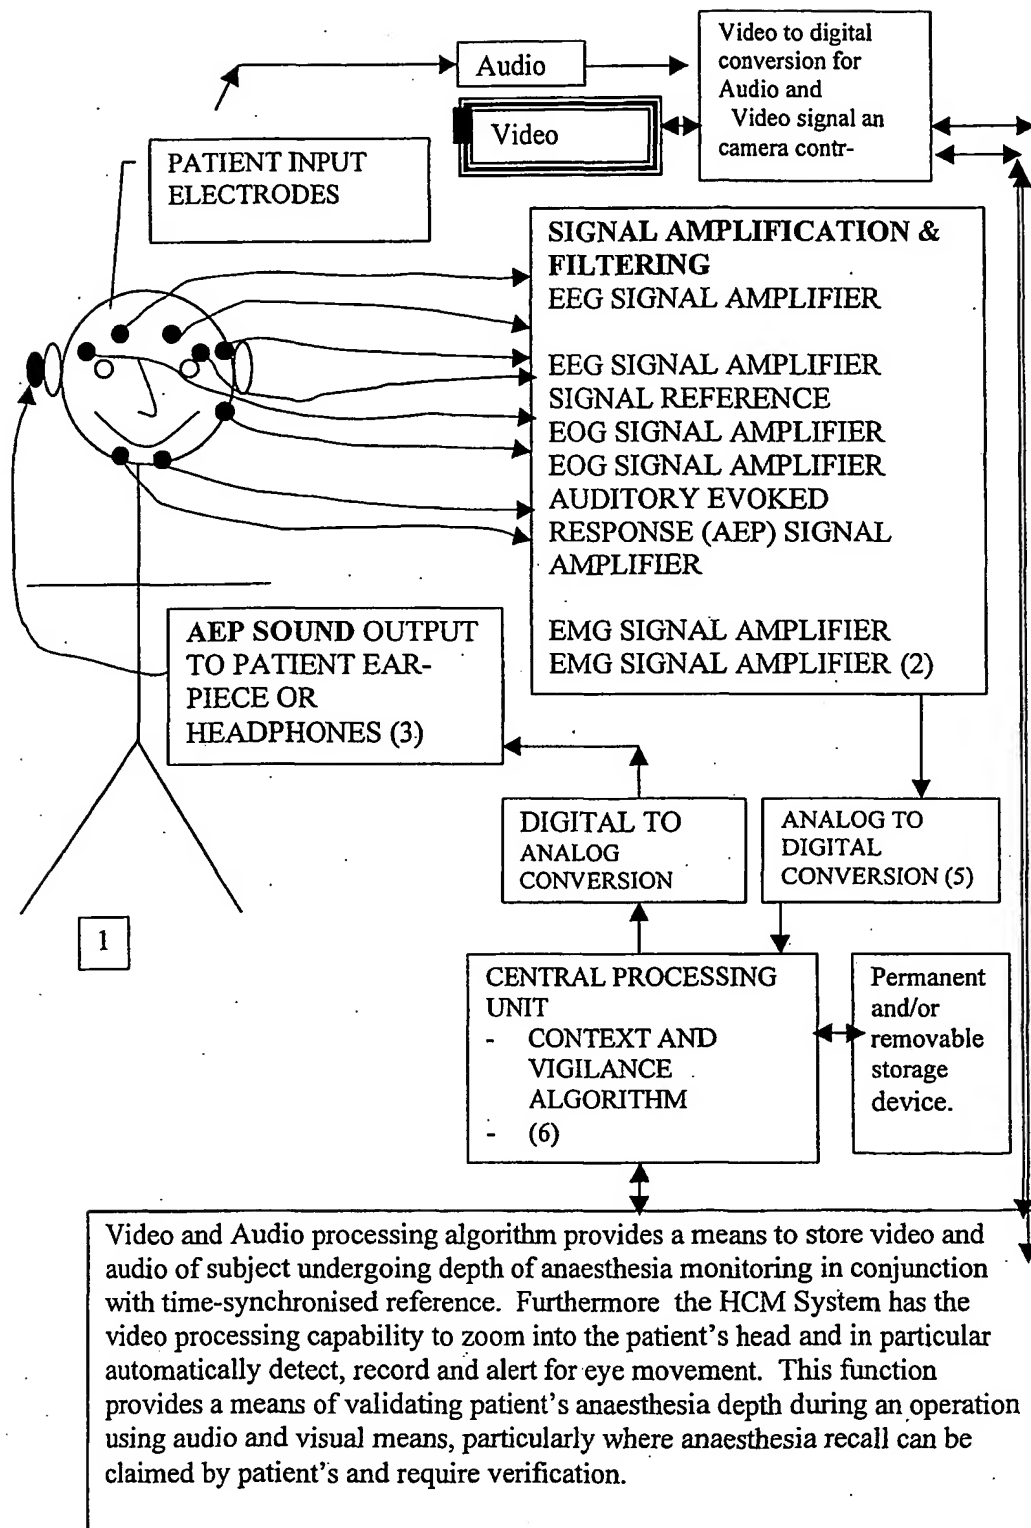 Audio
Video
Video to digital
conversion for
Audio and
Video signal an
camera contr-
PATIENT INPUT
ELECTRODES
SIGNAL AMPLIFICATION &
FILTERING
EEG SIGNAL AMPLIFIER
EEG SIGNAL AMPLIFIER
SIGNAL REFERENCE
EOG SIGNAL AMPLIFIER
EOG SIGNAL AMPLIFIER
AUDITORY EVOKED
RESPONSE (AEP) SIGNAL
AMPLIFIER
EMG SIGNAL AMPLIFIER
EMG SIGNAL AMPLIFIER (2)
AEP SOUND OUTPUT
TO PATIENT EAR-
PIECE OR
HEADPHONES (3)
DIGITAL TO
ANALOG
CONVERSION
ANALOG TO
DIGITAL
CONVERSION (5)
1
CENTRAL PROCESSING
UNIT
- CONTEXT AND
VIGILANCE
ALGORITHM
- (6)
Permanent
and/or
removable
storage
device.
Video and Audio processing algorithm provides a means to store video and
audio of subject undergoing depth of anaesthesia monitoring in conjunction
with time-synchronised reference. Furthermore the HCM System has the
video processing capability to zoom into the patient's head and in particular
automatically detect, record and alert for eye movement. This function
provides a means of validating patient's anaesthesia depth during an operation
using audio and visual means, particularly where anaesthesia recall can be
claimed by patient's and require verification.